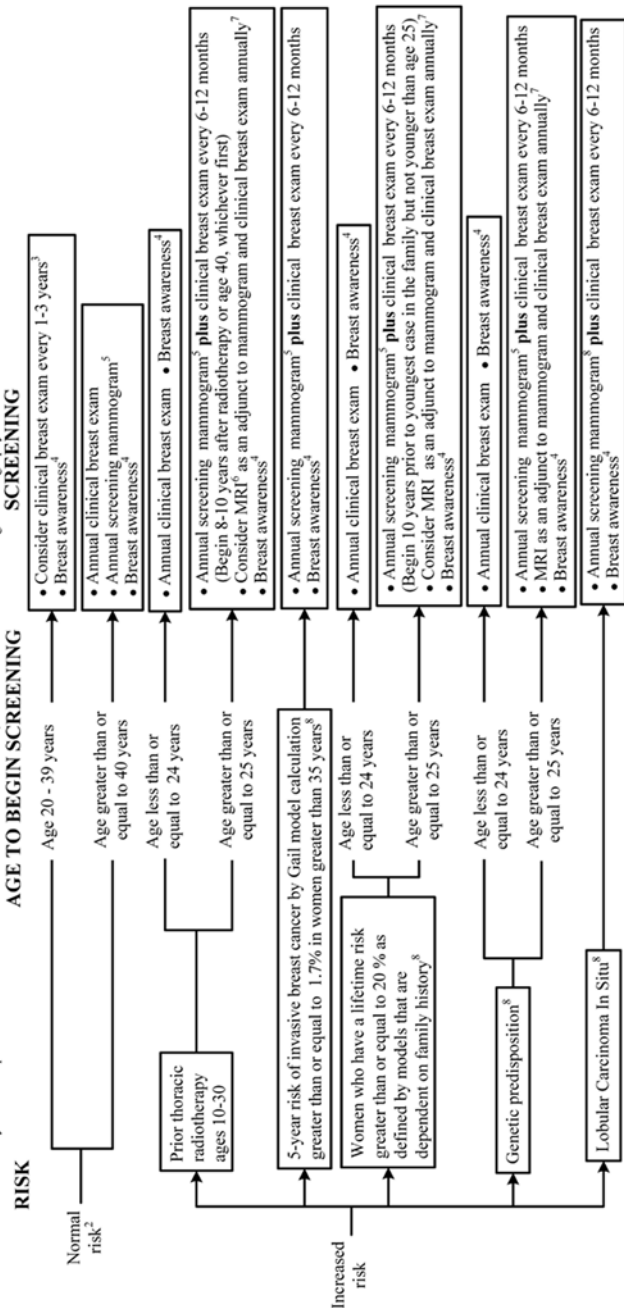 SCREENING
AGE TO BEGIN SCREENING
RISK
Normal
risk2
Age 20 - 39 years
• Consider clinical breast exam every 1-3 years3
• Breast awareness4
Age greater than or
equal to 40 years
• Annual clinical breast exam
• Annual screening mammogram5
• Breast awareness4
Increased
risk
Prior thoracic
radiotherapy
ages 10-30
Age less than or
equal to 24 years
• Annual clinical breast exam • Breast awareness4
Age greater than or
equal to 25 years
• Annual screening mammogram5 plus clinical breast exam every 6-12 months
(Begin 8-10 years after radiotherapy or age 40, whichever first)
• Consider MRI6 as an adjunct to mammogram and clinical breast exam annually7
• Breast awareness4
5-year risk of invasive breast cancer by Gail model calculation
greater than or equal to 1.7% in women greater than 35 years8
• Annual screening mammogram5 plus clinical breast exam every 6-12 months
• Breast awareness4
Women who have a lifetime risk
greater than or equal to 20 % as
defined by models that are
dependent on family history8
Age less than or
equal to 24 years
• Annual clinical breast exam • Breast awareness4
Age greater than or
equal to 25 years
• Annual screening mammogram5 plus clinical breast exam every 6-12 months
(Begin 10 years prior to youngest case in the family but not younger than age 25)
• Consider MRI as an adjunct to mammogram and clinical breast exam annually7
• Breast awareness4
Genetic predisposition8
Age less than or
equal to 24 years
• Annual clinical breast exam • Breast awareness4
Age greater than or
equal to 25 years
• Annual screening mammogram5 plus clinical breast exam every 6-12 months
• MRI as an adjunct to mammogram and clinical breast exam annually7
• Breast awareness4
Lobular Carcinoma In Situ8
• Annual screening mammogram8 plus clinical breast exam every 6-12 months
• Breast awareness4